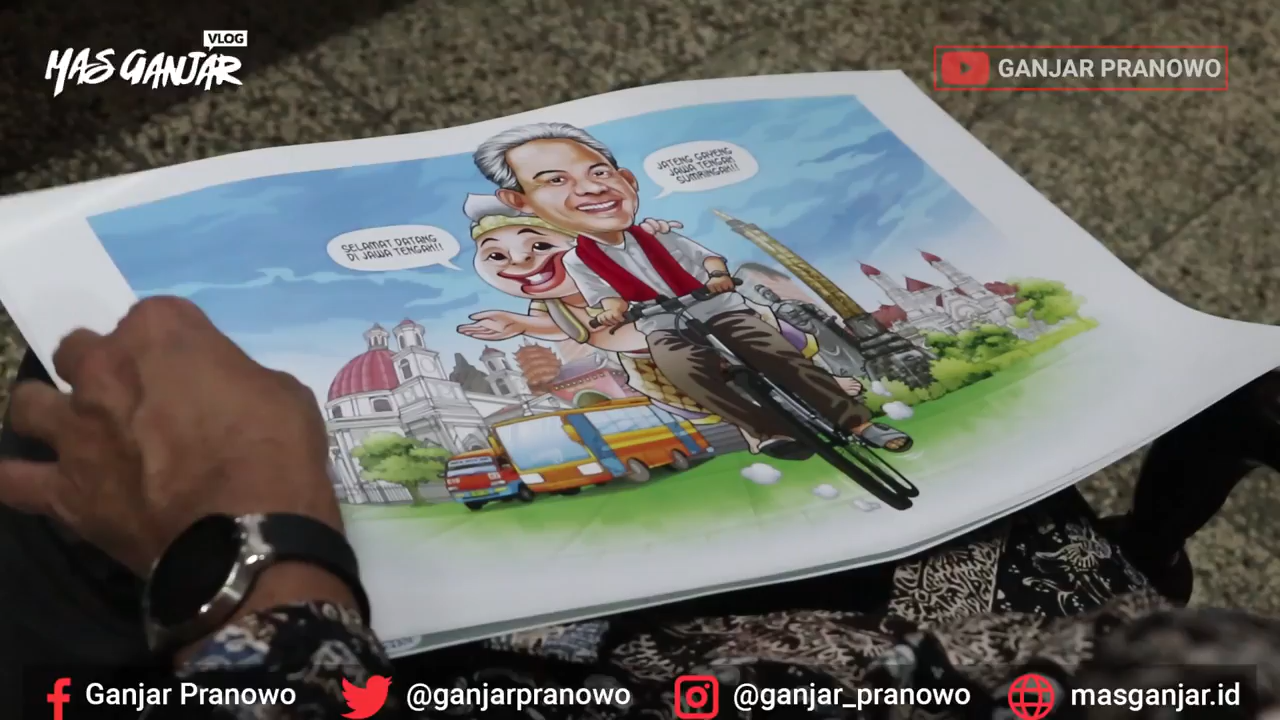 VLOG
MAS GANJAR
GANJAR PRANOWO
JATENG GAYENG
JAWA TENGAH
SUMRINGAH!!
SELAMAT DATANG
DI JAWA TENGAH!!
Ganjar Pranowo
@ganjarpranowo
@ganjar_pranowo
masganjar.id